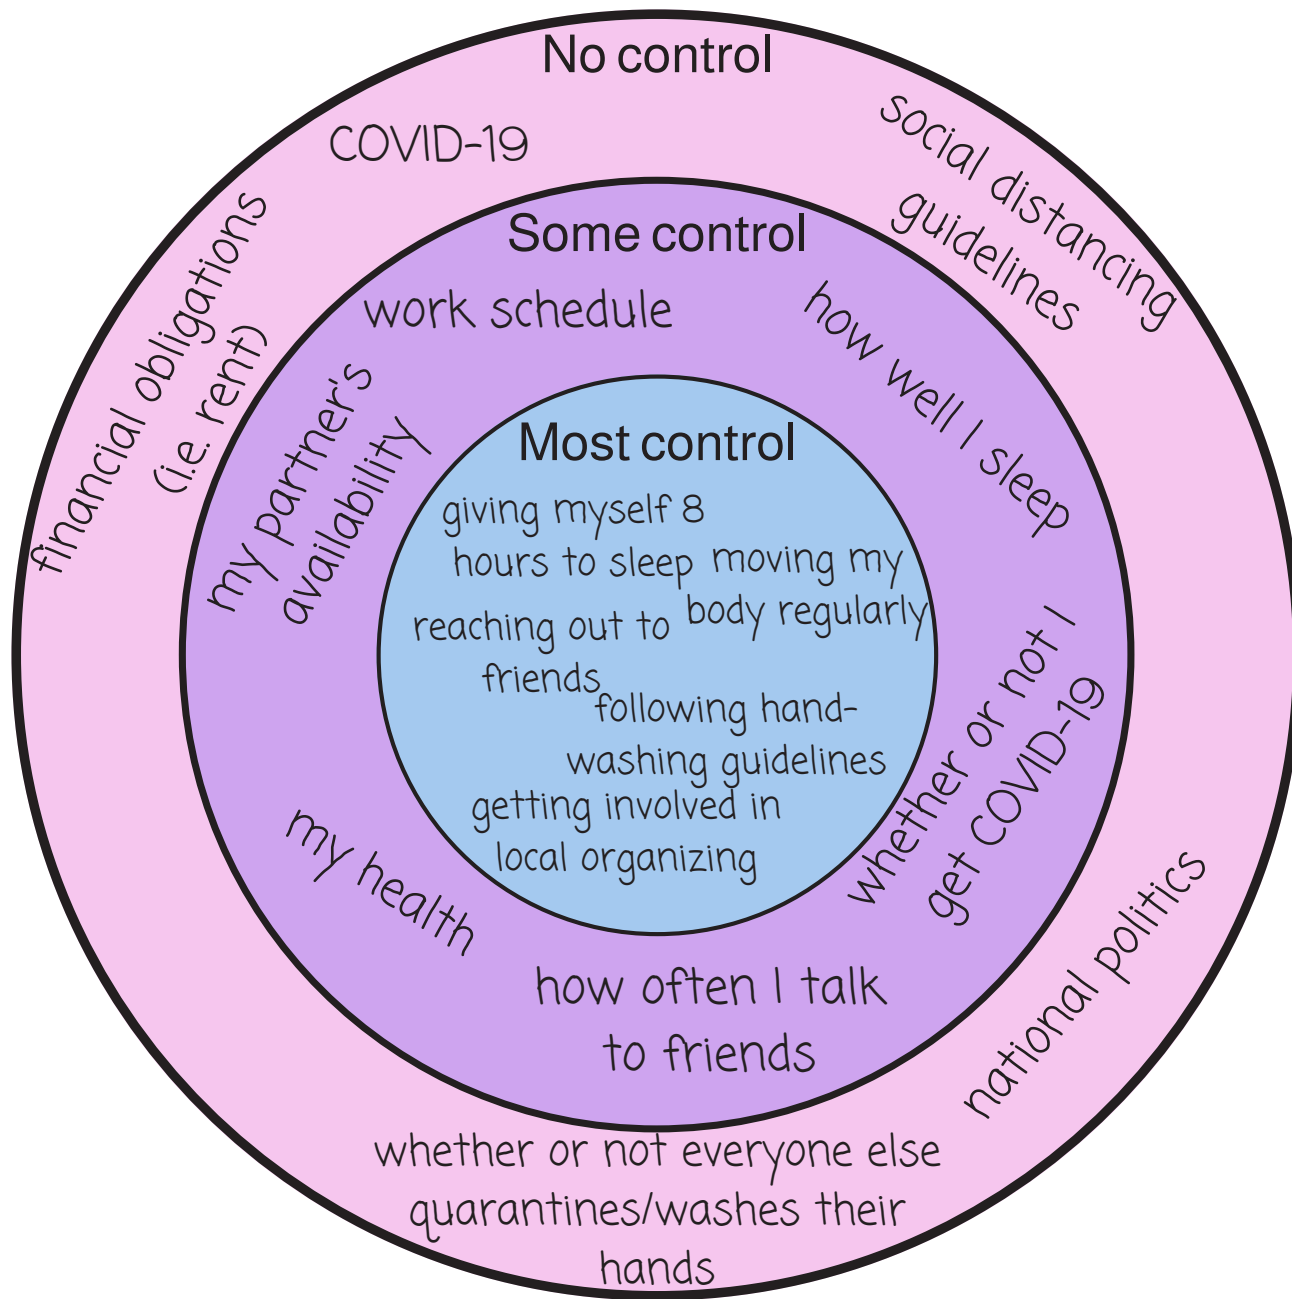 No control
COVID-19
social distancing
guidelines
financial obligations
(i.e. rent)
national politics
whether or not everyone else
quarantines/washes their
hands
Some control
work schedule
how well I sleep
my partner's
availability
whether or not I
get COVID-19
my health
how often I talk
to friends
Most control
giving myself 8
hours to sleep
moving my
body regularly
reaching out to
friends
following hand-
washing guidelines
getting involved in
local organizing